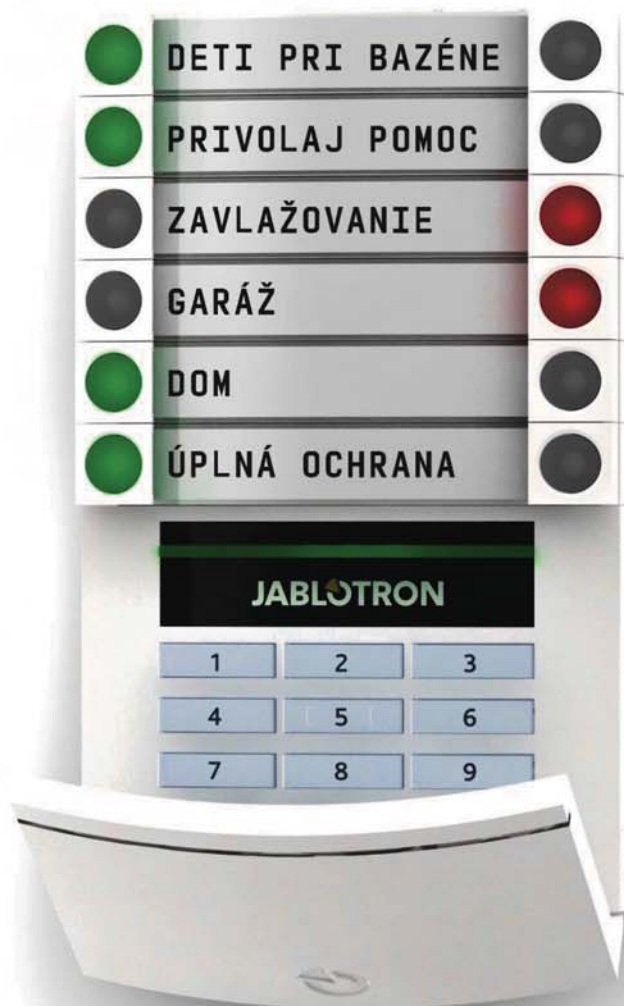 DETI PRI BAZÉNE
PRIVOLAJ POMOC
ZAVLAŽOVANIE
GARÁŽ
DOM
ÚPLNÁ OCHRANA
JABLOTRON
1 2 3
4 5 6
7 8 9